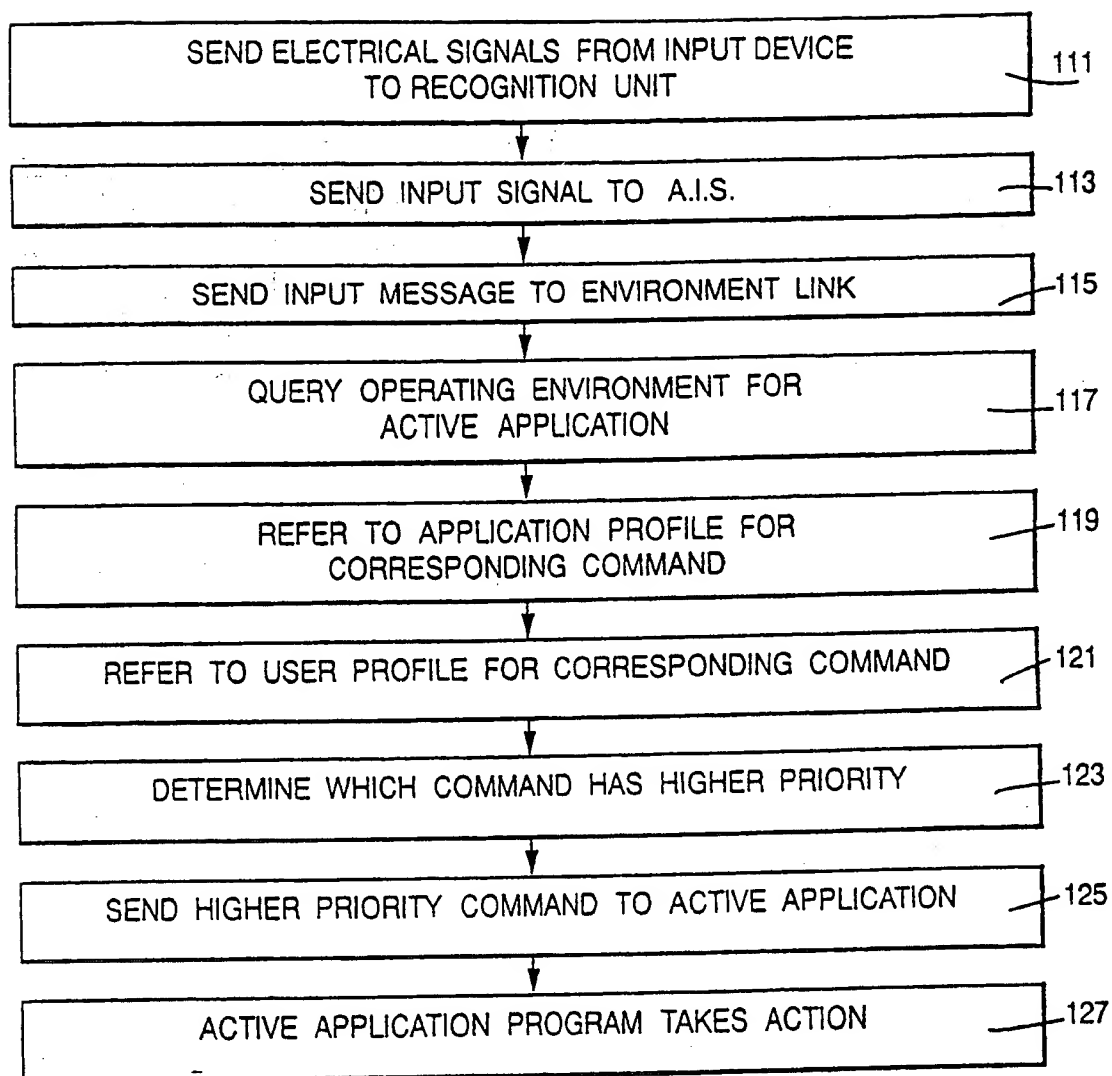 SEND ELECTRICAL SIGNALS FROM INPUT DEVICE
TO RECOGNITION UNIT
111
SEND INPUT SIGNAL TO A.I.S.
113
SEND INPUT MESSAGE TO ENVIRONMENT LINK
115
QUERY OPERATING ENVIRONMENT FOR
ACTIVE APPLICATION
117
REFER TO APPLICATION PROFILE FOR
CORRESPONDING COMMAND
119
REFER TO USER PROFILE FOR CORRESPONDING COMMAND
121
DETERMINE WHICH COMMAND HAS HIGHER PRIORITY
123
SEND HIGHER PRIORITY COMMAND TO ACTIVE APPLICATION
125
ACTIVE APPLICATION PROGRAM TAKES ACTION
127